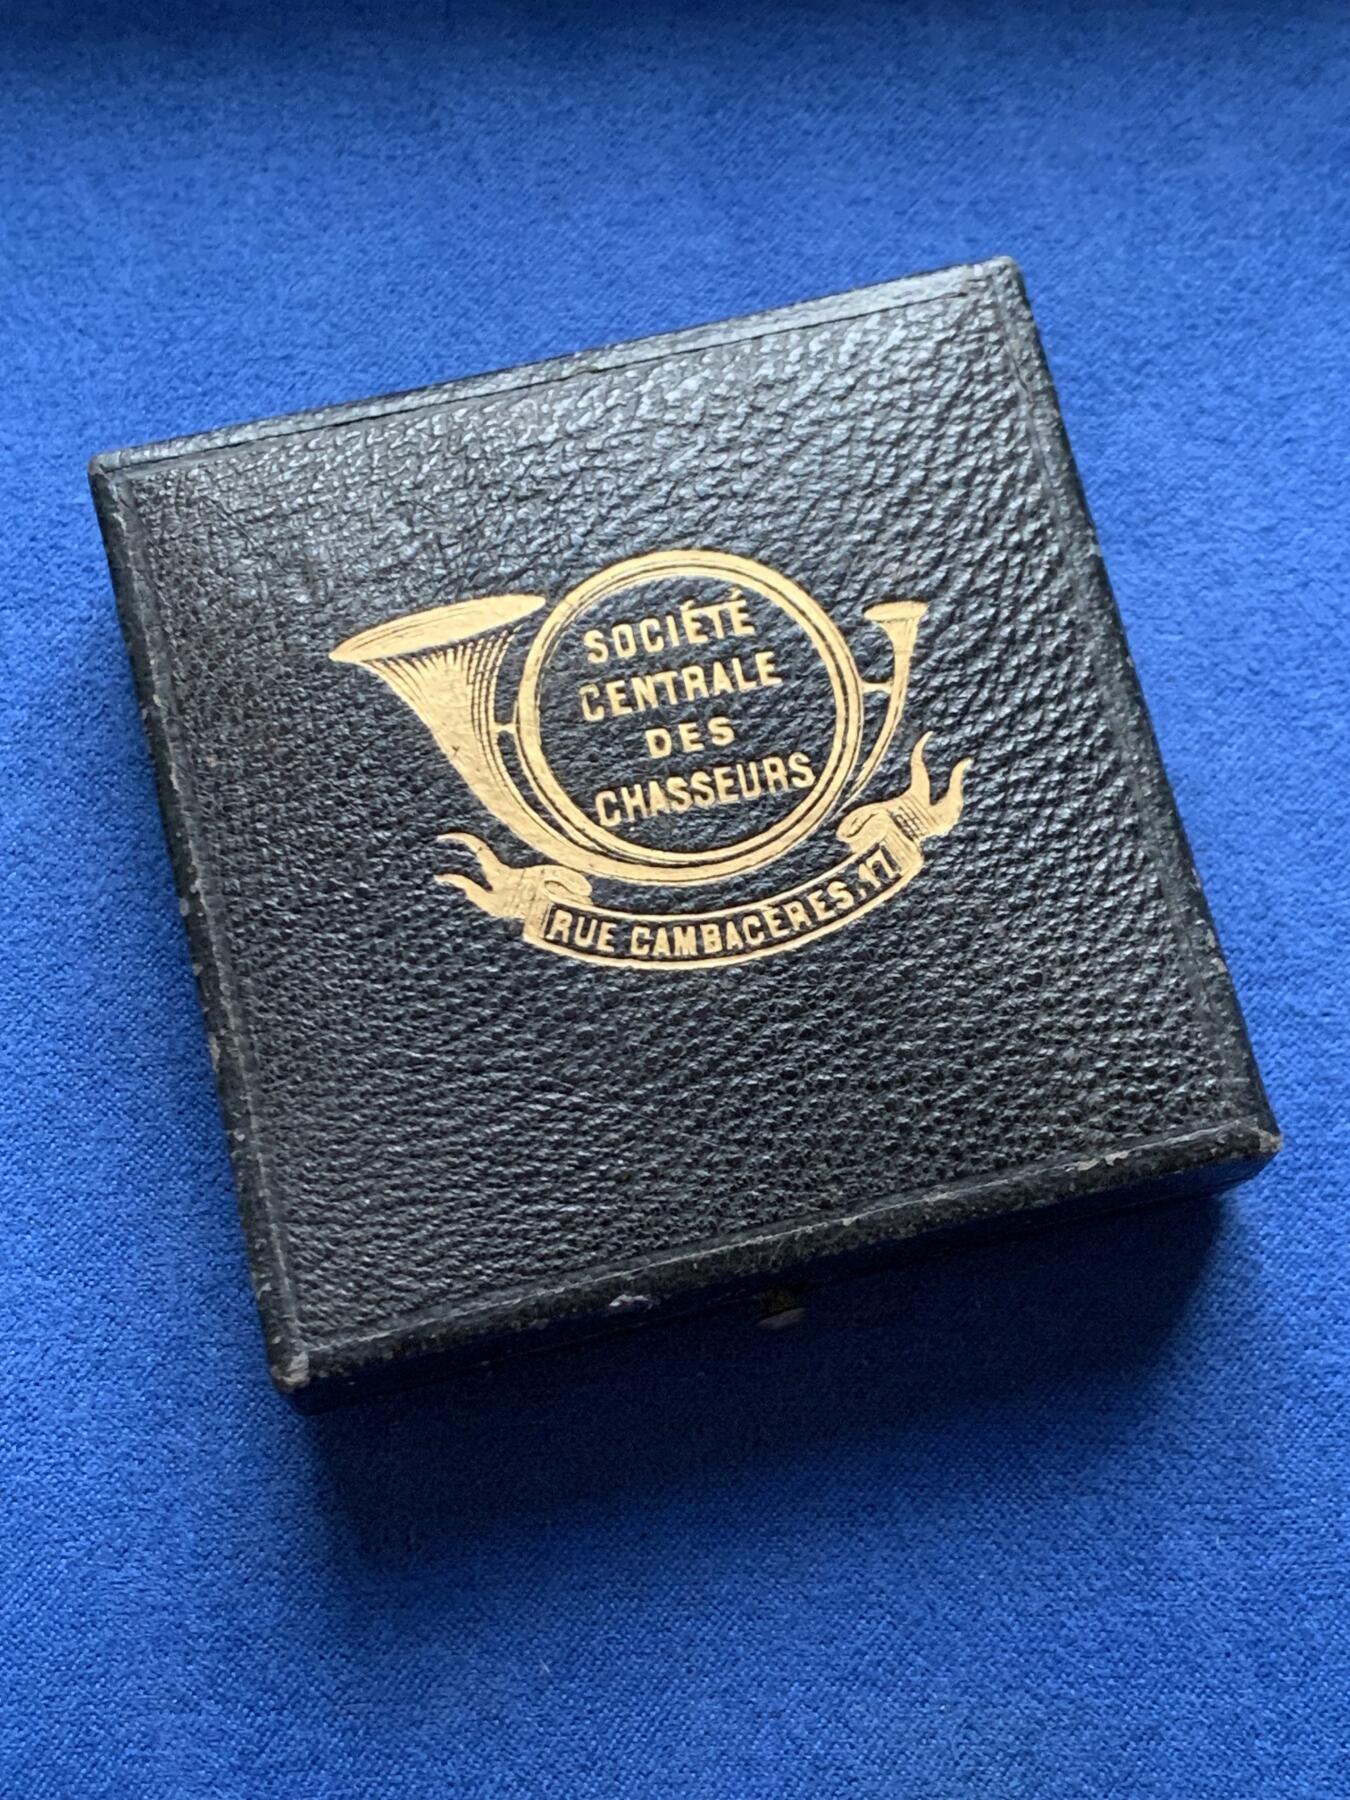 SOCIÉTÉ
CENTRALE
DES
CHASSEURS
RUE CAMBACÉRÈS, 17